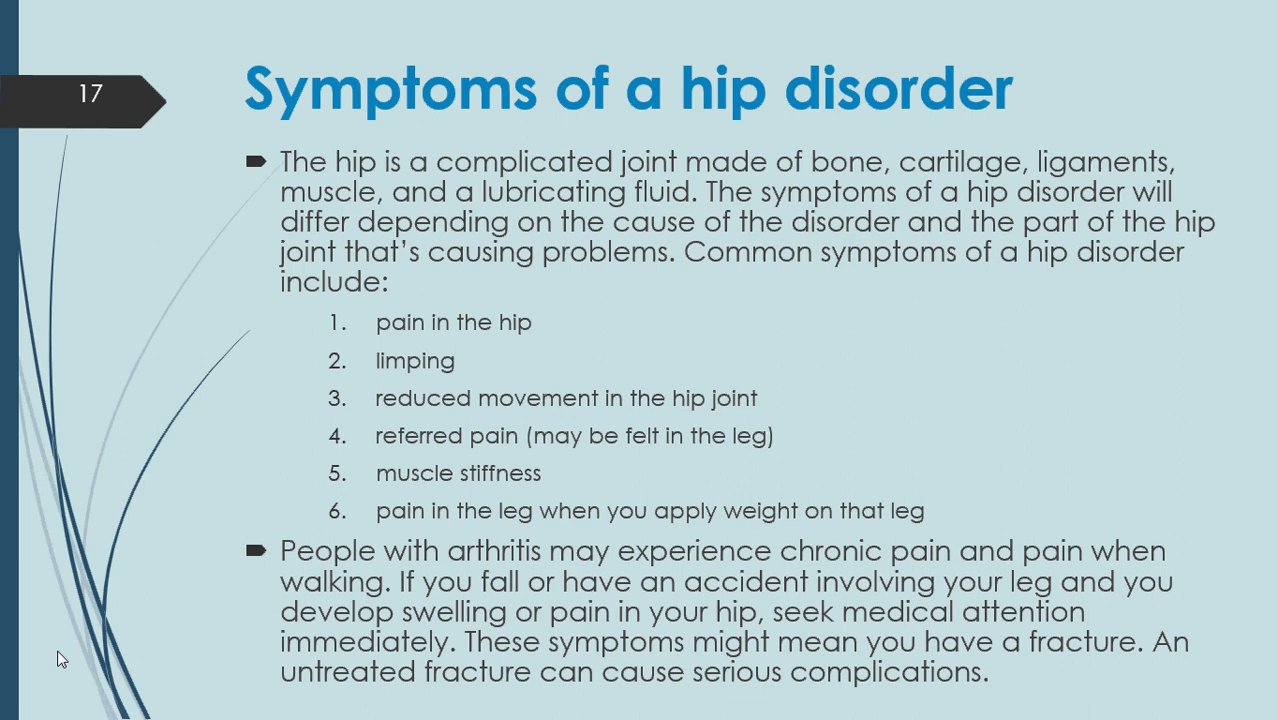 17
Symptoms of a hip disorder
The hip is a complicated joint made of bone, cartilage, ligaments,
muscle, and a lubricating fluid. The symptoms of a hip disorder will
differ depending on the cause of the disorder and the part of the hip
joint that's causing problems. Common symptoms of a hip disorder
include:
1. pain in the hip
2. limping
3. reduced movement in the hip joint
4. referred pain (may be felt in the leg)
5. muscle stiffness
6. pain in the leg when you apply weight on that leg
People with arthritis may experience chronic pain and pain when
walking. If you fall or have an accident involving your leg and you
develop swelling or pain in your hip, seek medical attention
immediately. These symptoms might mean you have a fracture. An
untreated fracture can cause serious complications.